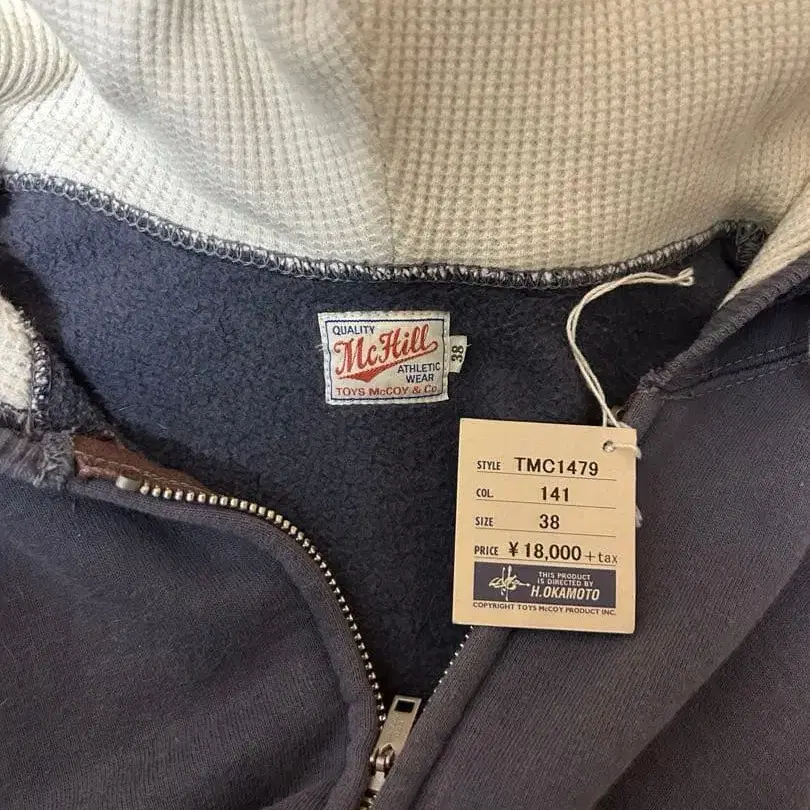 QUALITY
McHill
ATHLETIC
WEAR
TOYS McCOY & Co
38
STYLE TMC1479
COL. 141
SIZE 38
PRICE ¥18,000+tax
THIS PRODUCT
IS DIRECTED BY
H.OKAMOTO
COPYRIGHT TOYS McCOY PRODUCT INC.